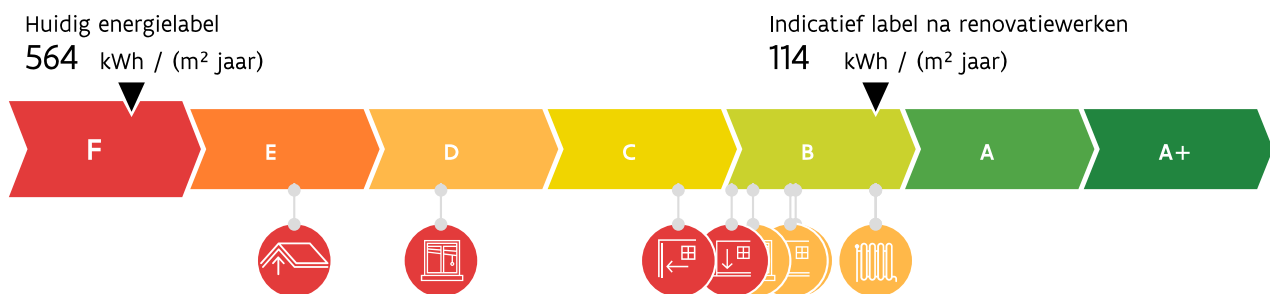 Huidig energielabel
564 kWh / (m² jaar)
Indicatief label na renovatiewerken
114 kWh / (m² jaar)
F E D C B A A+